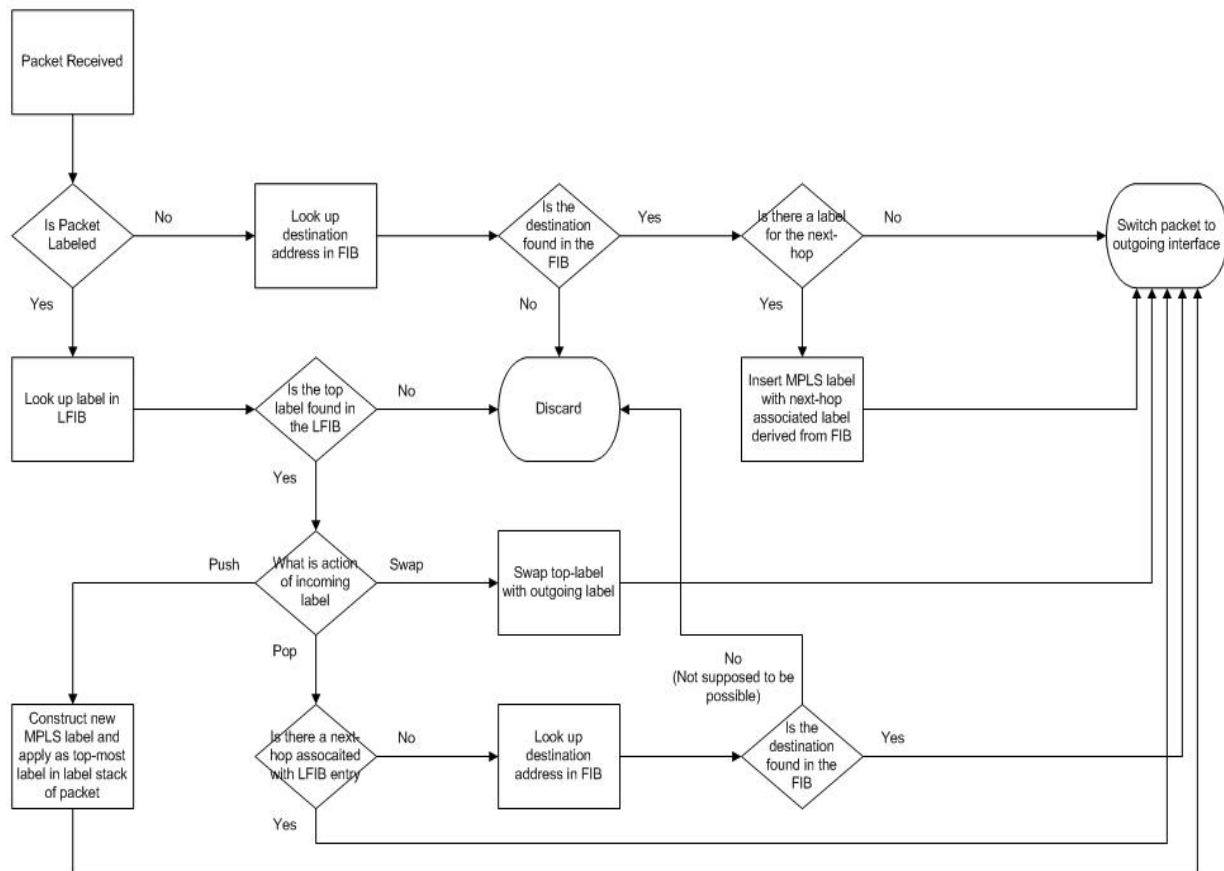 Packet Received
Is Packet
Labeled
No
Look up
destination
address in FIB
Is the
destination
found in the
FIB
Yes
Is there a label
for the next-
hop
No
Switch packet to
outgoing interface
Yes
No
Yes
Look up label in
LFIB
Is the top
label found in
the LFIB
No
Discard
Insert MPLS label
with next-hop
associated label
derived from FIB
Yes
Push
What is action
of incoming
label
Swap
Swap top-label
with outgoing label
Pop
No
(Not supposed to be
possible)
Construct new
MPLS label and
apply as top-most
label in label stack
of packet
Is there a next-
hop assocaited
with LFIB entry
No
Look up
destination
address in FIB
Is the
destination
found in the
FIB
Yes
Yes